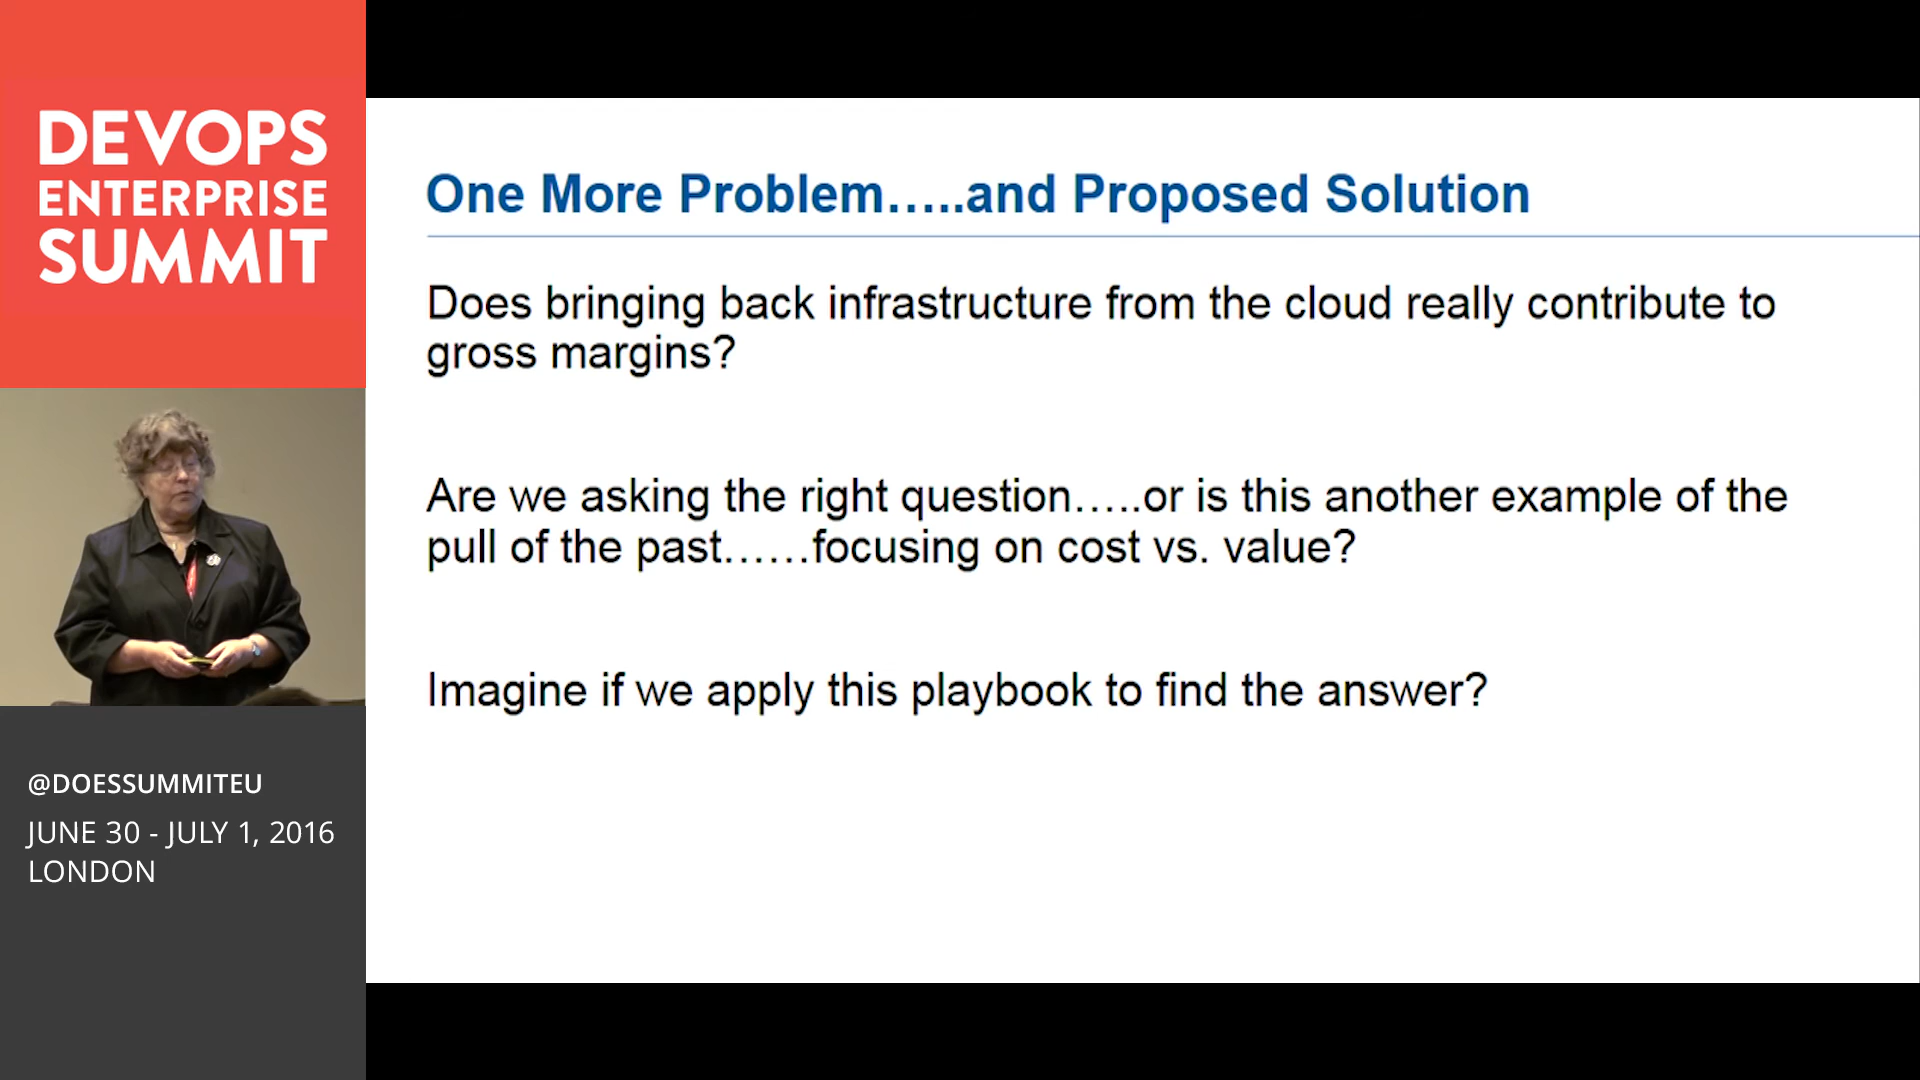 DEVOPS
ENTERPRISE
SUMMIT
@DOESSUMMITEU
JUNE 30 - JULY 1, 2016
LONDON
One More Problem…..and Proposed Solution
Does bringing back infrastructure from the cloud really contribute to
gross margins?
Are we asking the right question…..or is this another example of the
pull of the past……focusing on cost vs. value?
Imagine if we apply this playbook to find the answer?